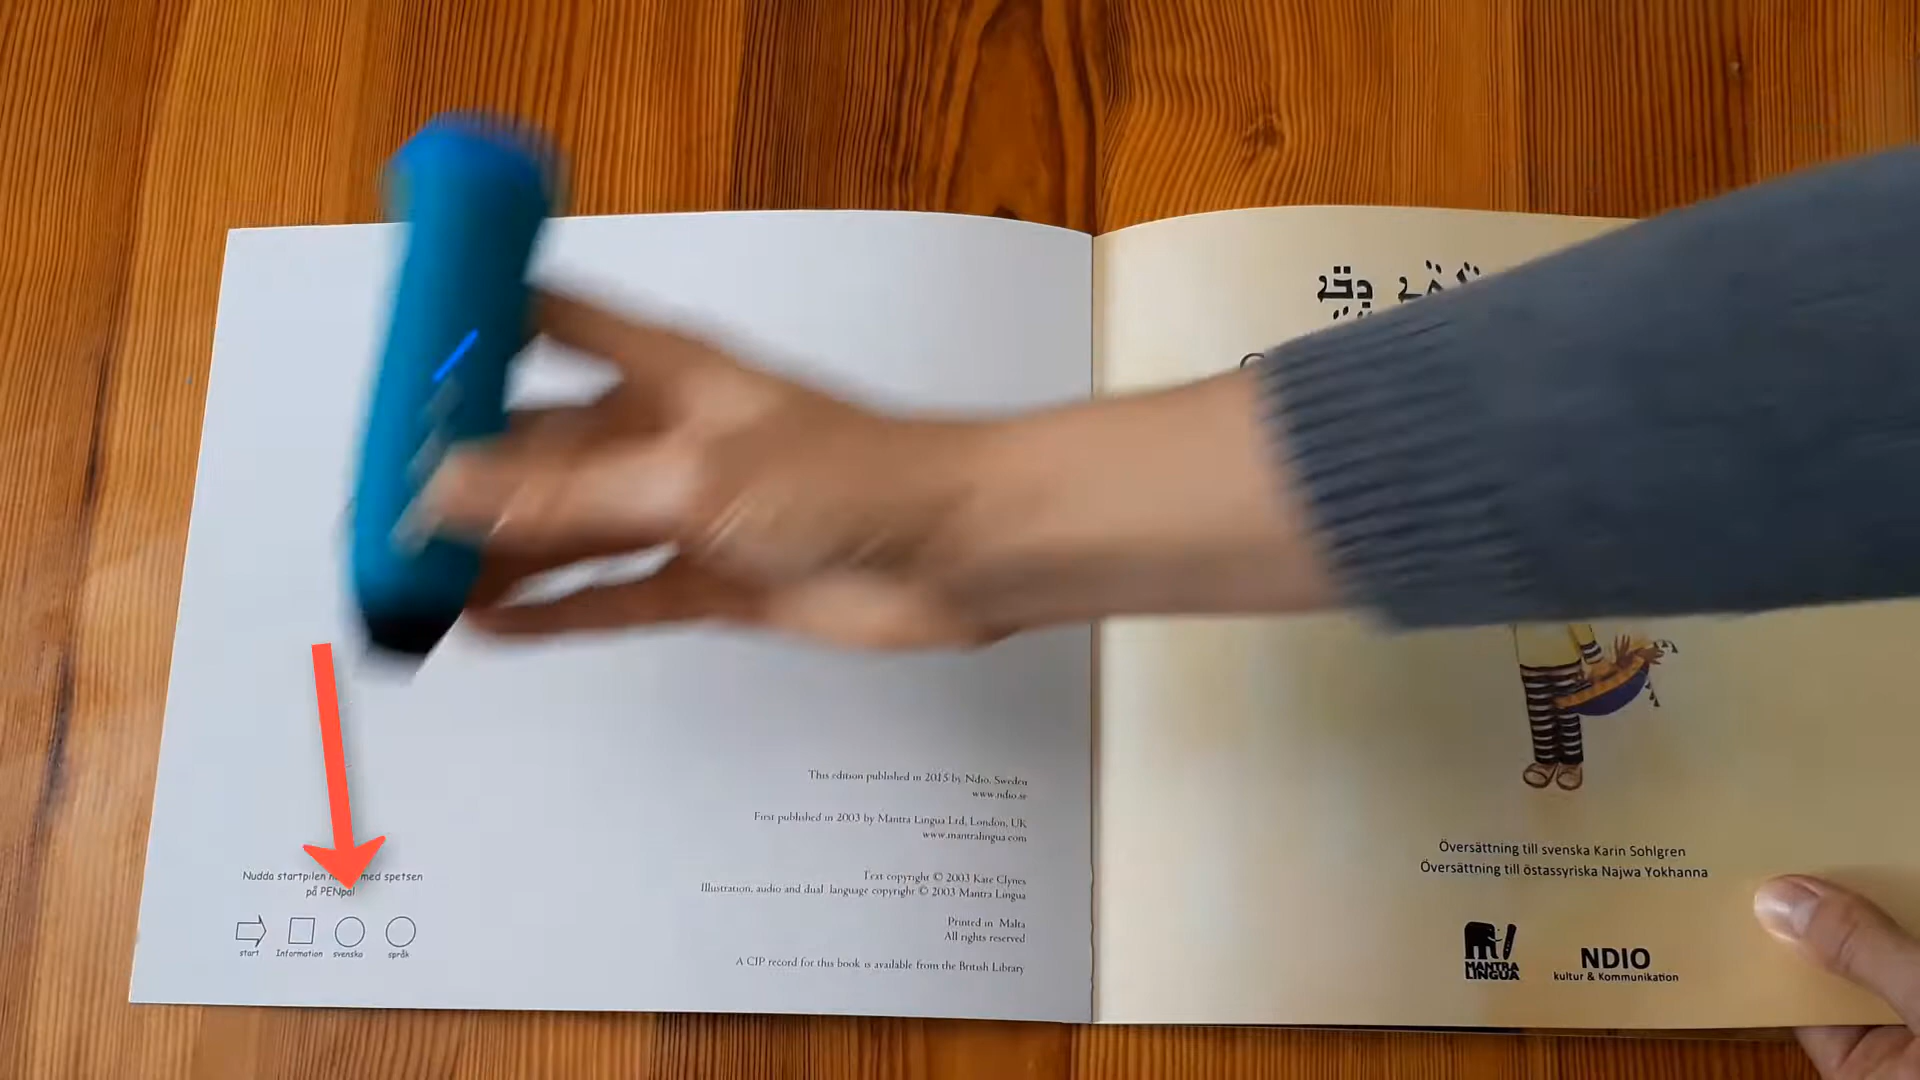 Nudda startpilen med spetsen
på PENpal
start
Information
svenska
språk
This edition published in 2015 by Ndio, Sweden
www.ndio.se
First published in 2003 by Mantra Lingua Ltd, London, UK
www.mantralingua.com
Text copyright © 2003 Kate Clynes
Illustration, audio and dual language copyright © 2003 Mantra Lingua
Printed in Malta
All rights reserved
A CIP record for this book is available from the British Library
Översättning till svenska Karin Sohlgren
Översättning till östassyriska Najwa Yokhanna
MANTRA
LINGUA
NDIO
kultur & Kommunikation